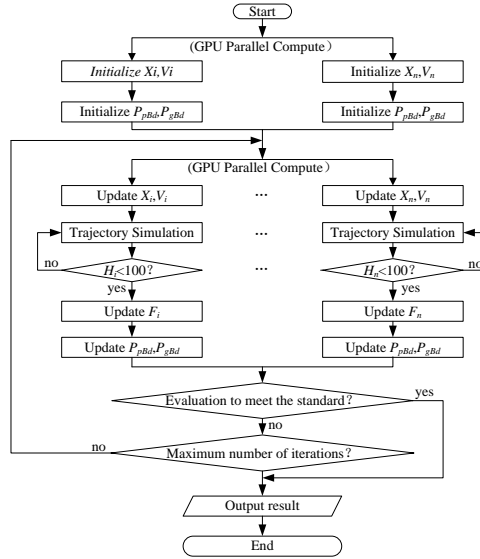 Start
(GPU Parallel Compute)
Initialize Xi,Vi
Initialize Xn,Vn
Initialize PpBd,PgBd
Initialize PpBd,PgBd
(GPU Parallel Compute)
Update Xi,Vi
...
Update Xn,Vn
Trajectory Simulation
...
Trajectory Simulation
no
Hi<100?
...
Hn<100?
no
yes
yes
Update Fi
Update Fn
Update PpBd,PgBd
Update PpBd,PgBd
Evaluation to meet the standard?
yes
no
no
Maximum number of iterations?
Output result
End